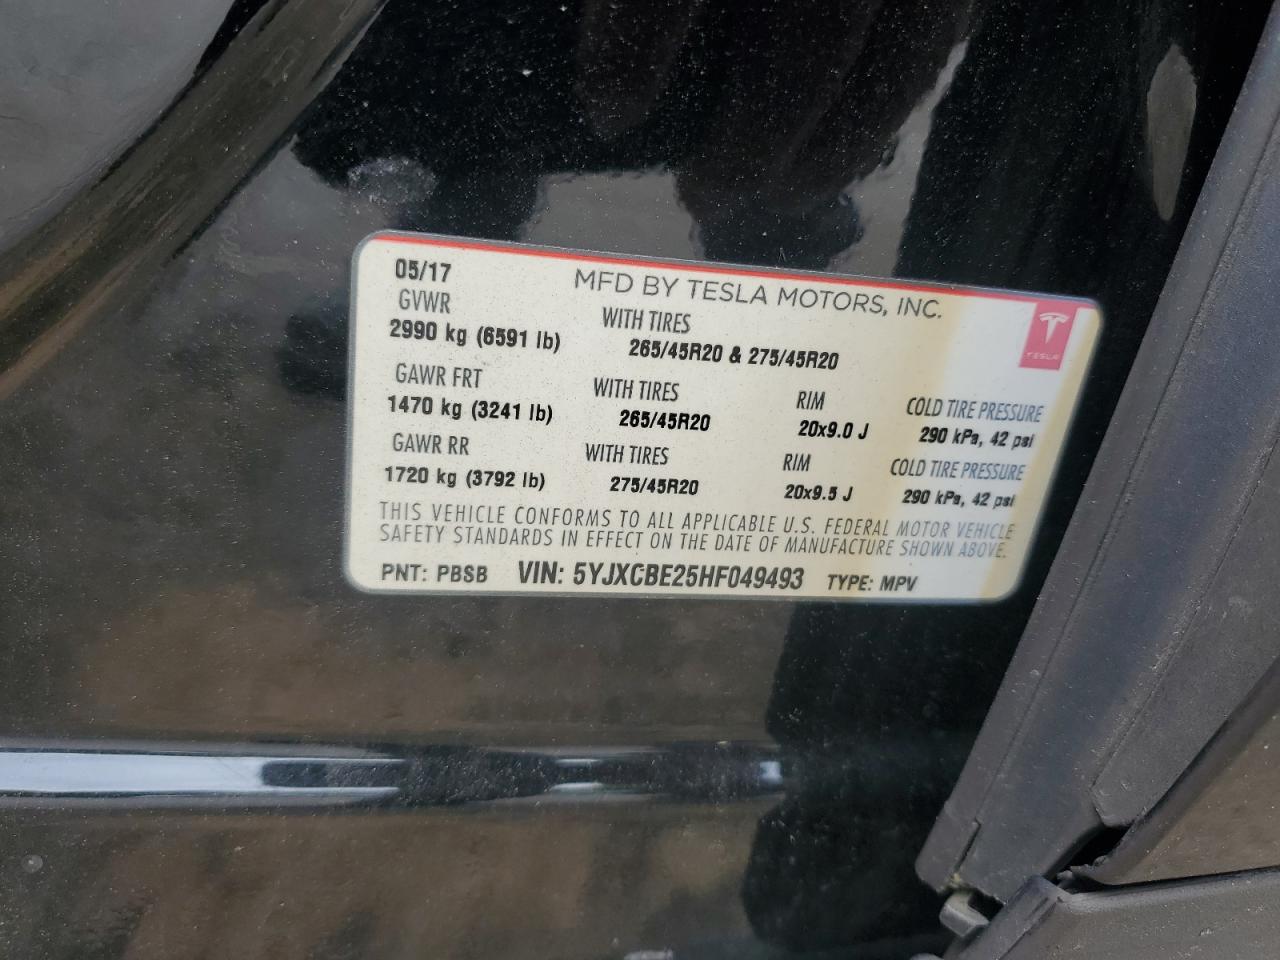 05/17 MFD BY TESLA MOTORS, INC.
GVWR WITH TIRES
2990 kg (6591 lb) 265/45R20 & 275/45R20
TESLA
GAWR FRT WITH TIRES RIM COLD TIRE PRESSURE
1470 kg (3241 lb) 265/45R20 20x9.0 J 290 kPa, 42 psi
GAWR RR WITH TIRES RIM COLD TIRE PRESSURE
1720 kg (3792 lb) 275/45R20 20x9.5 J 290 kPa, 42 psi
THIS VEHICLE CONFORMS TO ALL APPLICABLE U.S. FEDERAL MOTOR VEHICLE
SAFETY STANDARDS IN EFFECT ON THE DATE OF MANUFACTURE SHOWN ABOVE.
PNT: PBSB VIN: 5YJXCBE25HF049493 TYPE: MPV